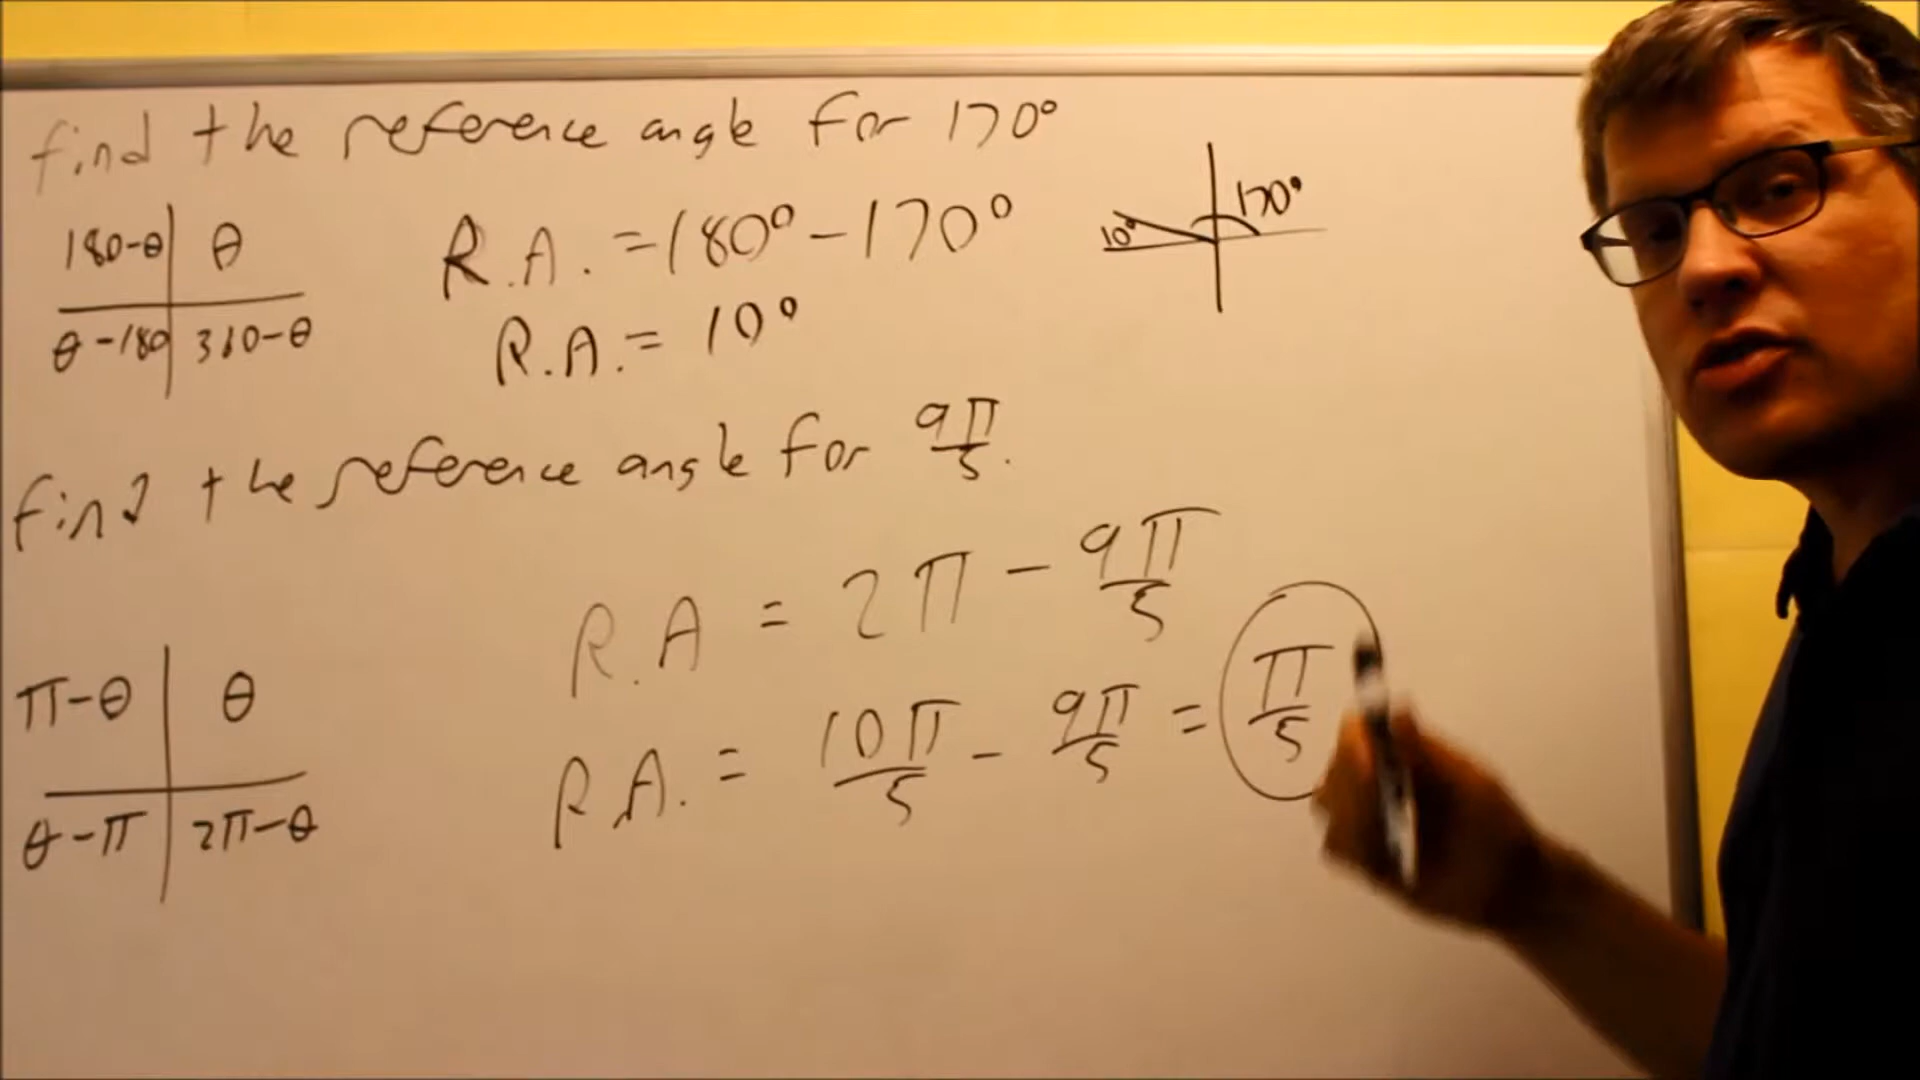 find the reference angle for 170°
180-θ | θ
θ-180 | 360-θ
R.A. = 180° - 170°
R.A. = 10°
10° 170°
find the reference angle for 9π/5.
π-θ | θ
θ-π | 2π-θ
R.A = 2π - 9π/5
R.A. = 10π/5 - 9π/5 = π/5